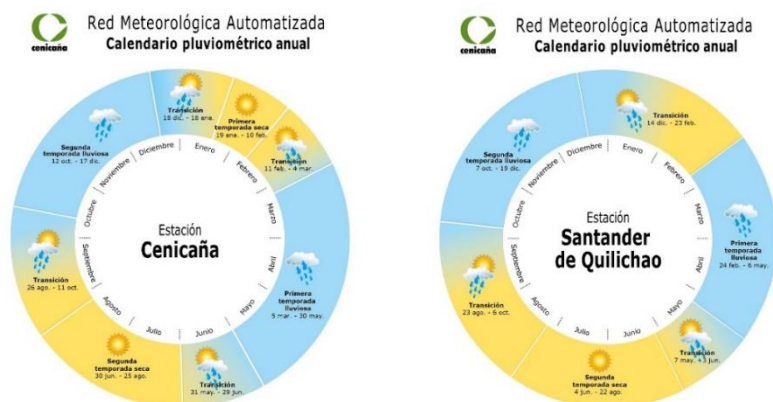 cenicaña
Red Meteorológica Automatizada
Calendario pluviométrico anual
Transición
18 dic. - 18 ene.
Primera
temporada seca
19 ene. - 10 feb.
Transición
11 feb. - 4 mar.
Primera
temporada
lluviosa
5 mar. - 30 may.
Transición
31 may. - 29 jun.
Segunda
temporada seca
30 jun. - 25 ago.
Transición
26 ago. - 11 oct.
Segunda
temporada lluviosa
12 oct. - 17 dic.
Enero
Febrero
Marzo
Abril
Mayo
Junio
Julio
Agosto
Septiembre
Octubre
Noviembre
Diciembre
Estación
Cenicaña
cenicaña
Red Meteorológica Automatizada
Calendario pluviométrico anual
Transición
14 dic. - 23 feb.
Primera
temporada
lluviosa
24 feb. - 6 may.
Transición
7 may. - 3 jun.
Segunda
temporada seca
4 jun. - 22 ago.
Transición
23 ago. - 6 oct.
Segunda
temporada lluviosa
Enero
Febrero
Marzo
Abril
Mayo
Junio
Julio
Agosto
Septiembre
Octubre
Noviembre
Diciembre
Estación
Santander
de Quilichao